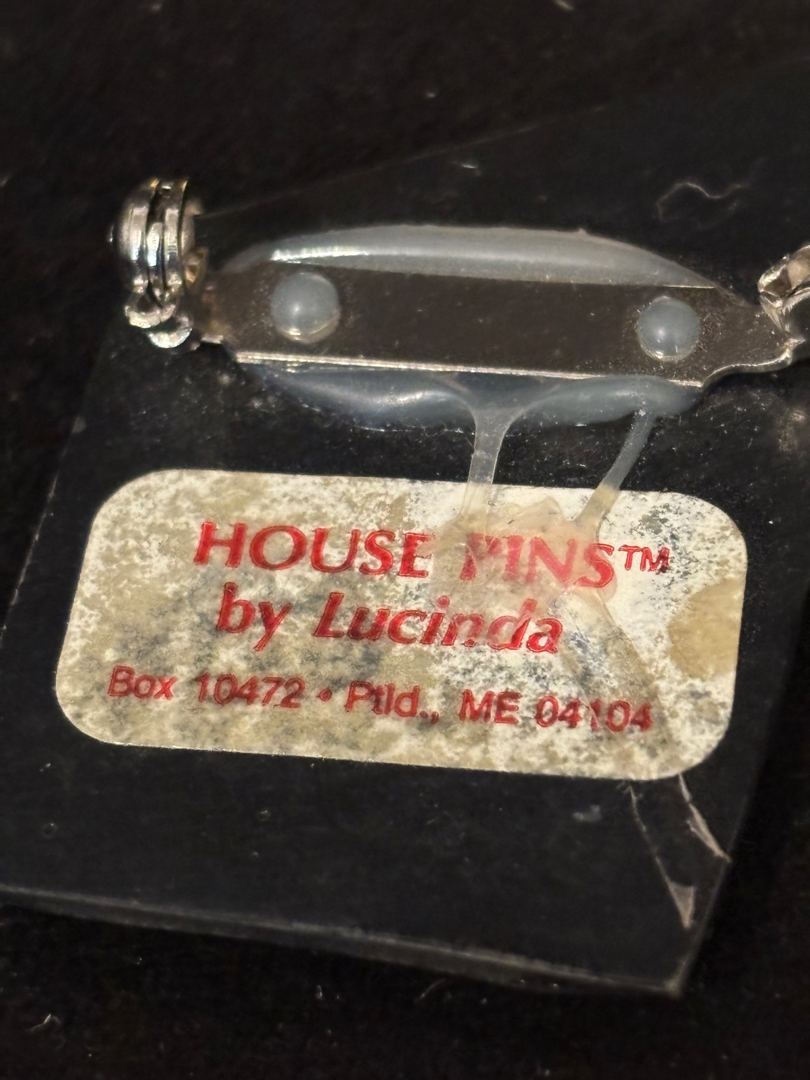 HOUSE PINS™
by Lucinda
Box 10472 • Ptld., ME 04104